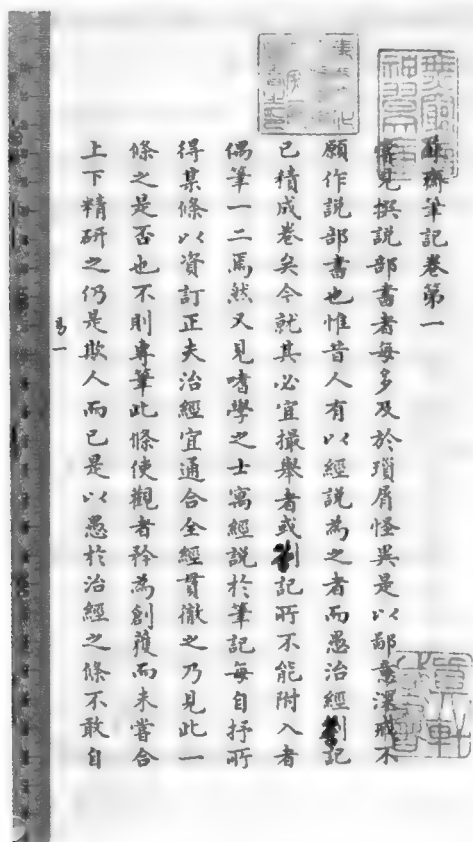 齋筆記卷第一
見撰說部書者每多及於瑣屑怪異是以鄙意深戒不
願作說部書也惟昔人有以經說為之者而愚治經劄記
已積成卷矣今就其必宜撮舉者或劄記所不能附入者
偶筆一二焉然又見嗜學之士寓經說於筆記每自抒所
得某條以資訂正夫治經宜通合全經貫徹之乃見此一
條之是否也不則專筆此條使觀者矜為創獲而未嘗合
上下精研之仍是欺人而已是以愚於治經之條不敢自
易一